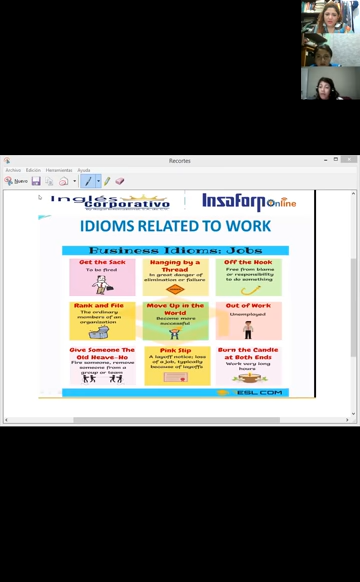 Recortes
Archivo Edición Herramientas Ayuda
Nuevo
Inglés
Corporativo
Insaforp Online
IDIOMS RELATED TO WORK
Business Idioms: Jobs
Get the Sack
To be fired
Hanging by a
Thread
In great danger of
elimination or failure
Off the Hook
Free from blame
or responsibility
to do something
Rank and File
The ordinary
members of an
organization
Move Up in the
World
Become more
successful
Out of Work
Unemployed
Give Someone The
Old Heave-Ho
Fire someone, remove
someone from a
group or team
Pink Slip
A layoff notice; loss
of a job, typically
because of layoffs
Burn the Candle
at Both Ends
Work very long
hours
ESL.COM